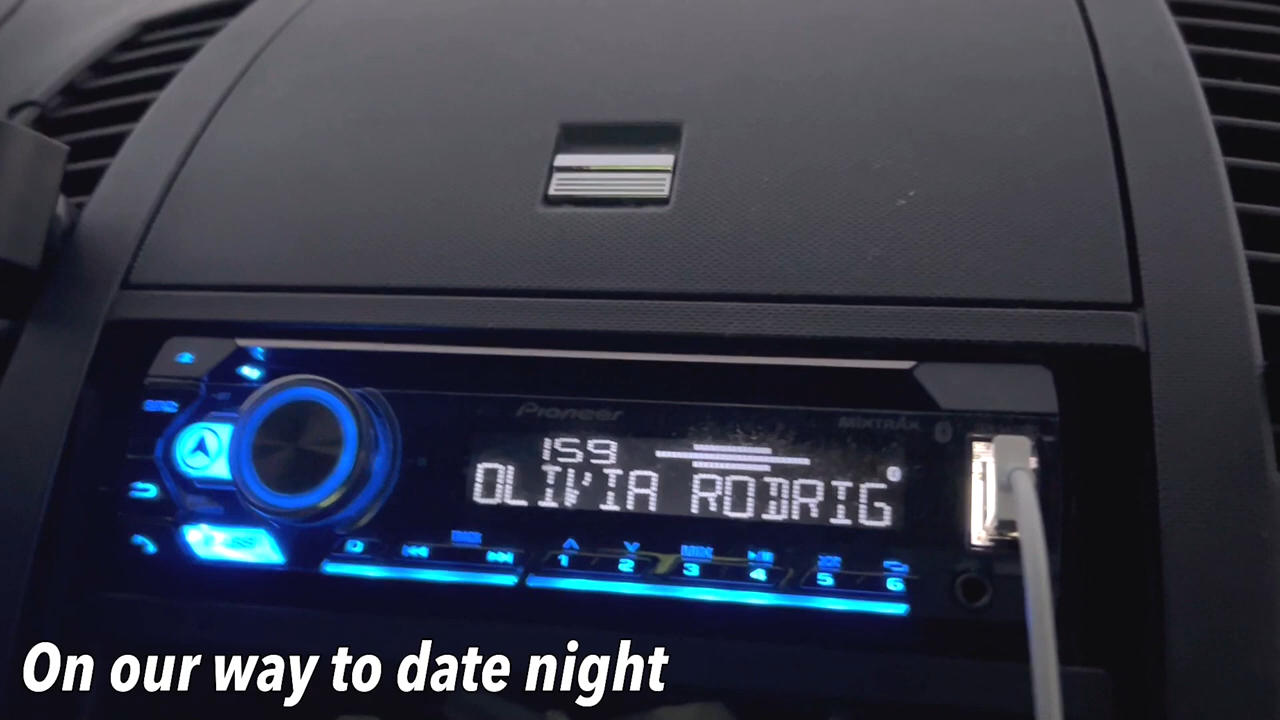 Pioneer
MIXTRAX
159
OLIVIA RODRIG
1 2 3 4 5 6
On our way to date night